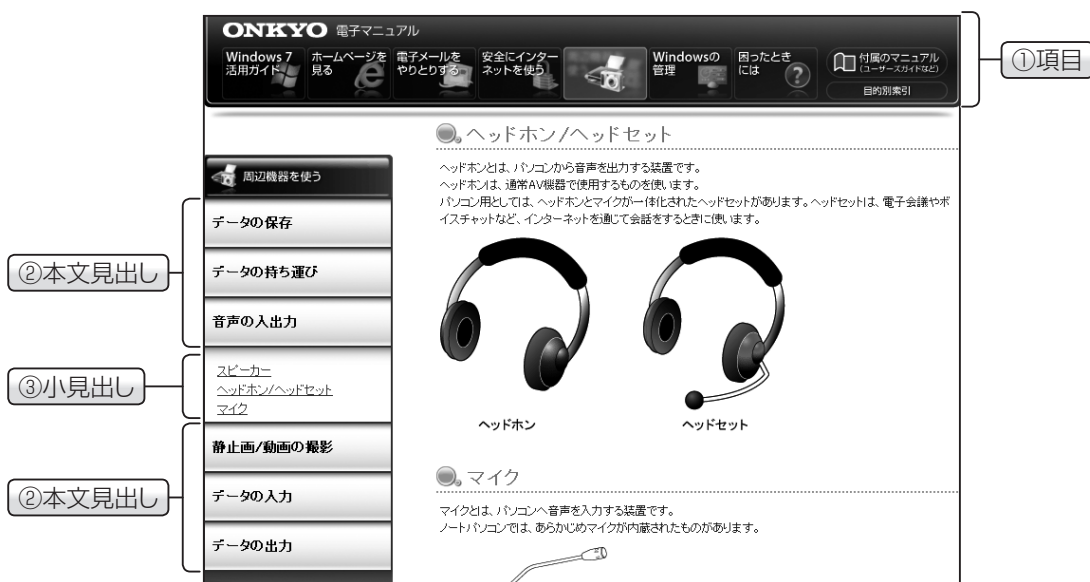 ONKYO 電子マニュアル
Windows 7
活用ガイド
ホームページを
見る
電子メールを
やりとりする
安全にインター
ネットを使う
Windowsの
管理
困ったとき
には
付属のマニュアル
(ユーザーズガイドなど)
目的別索引
①項目
周辺機器を使う
データの保存
データの持ち運び
音声の入出力
②本文見出し
スピーカー
ヘッドホン/ヘッドセット
マイク
③小見出し
静止画/動画の撮影
データの入力
データの出力
②本文見出し
ヘッドホン/ヘッドセット
ヘッドホンとは、パソコンから音声を出力する装置です。
ヘッドホンは、通常AV機器で使用するものを使います。
パソコン用としては、ヘッドホンとマイクが一体化されたヘッドセットがあります。ヘッドセットは、電子会議やボ
イスチャットなど、インターネットを通じて会話をするときに使います。
ヘッドホン
ヘッドセット
マイク
マイクとは、パソコンへ音声を入力する装置です。
ノートパソコンでは、あらかじめマイクが内蔵されたものがあります。